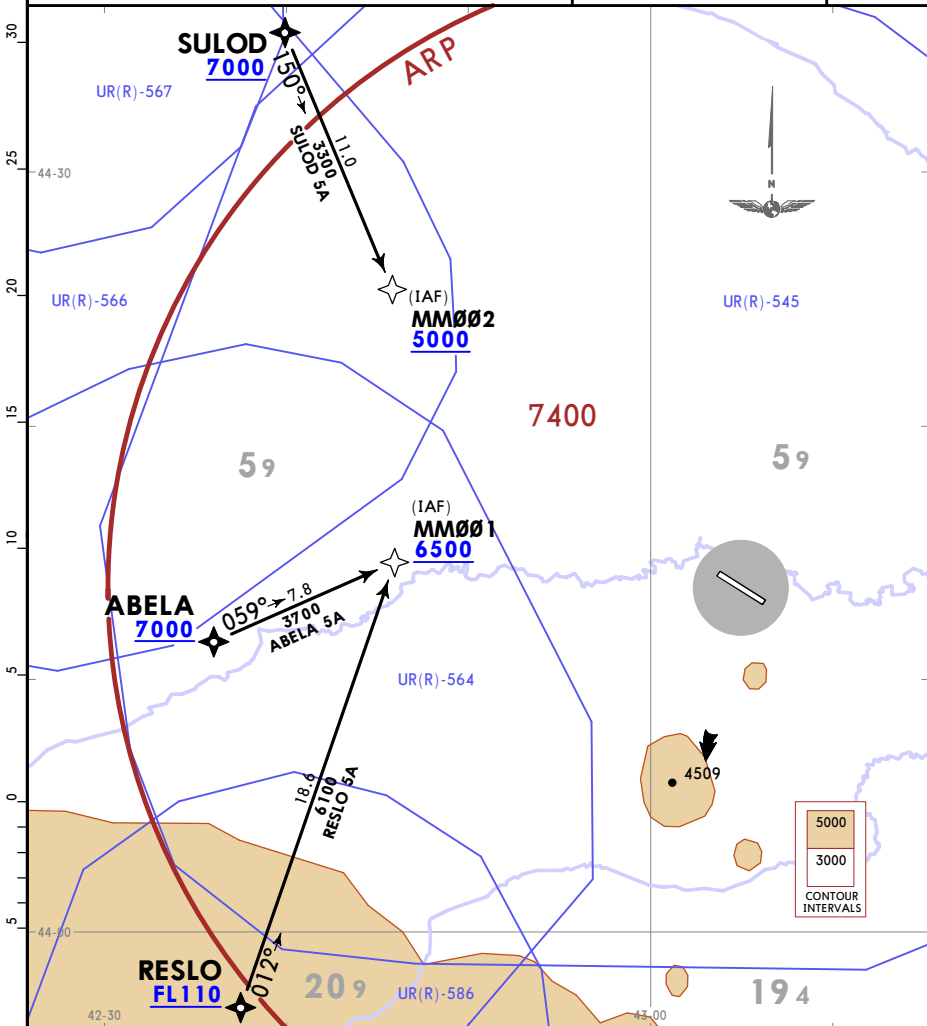 30
SULOD
7000
ARP
UR(R)-567
150°
11.0
3300
SULOD 5A
N
25
44-30
20
UR(R)-566
(IAF)
MMØØ2
5000
UR(R)-545
15
7400
59
59
(IAF)
MMØØ1
6500
10
ABELA
7000
059°
7.8
3700
ABELA 5A
5
UR(R)-564
18.6
6100
RESLO 5A
4509
0
5000
3000
CONTOUR
INTERVALS
5
44-00
RESLO
FL110
012°
209
UR(R)-586
194
42-30
43-00